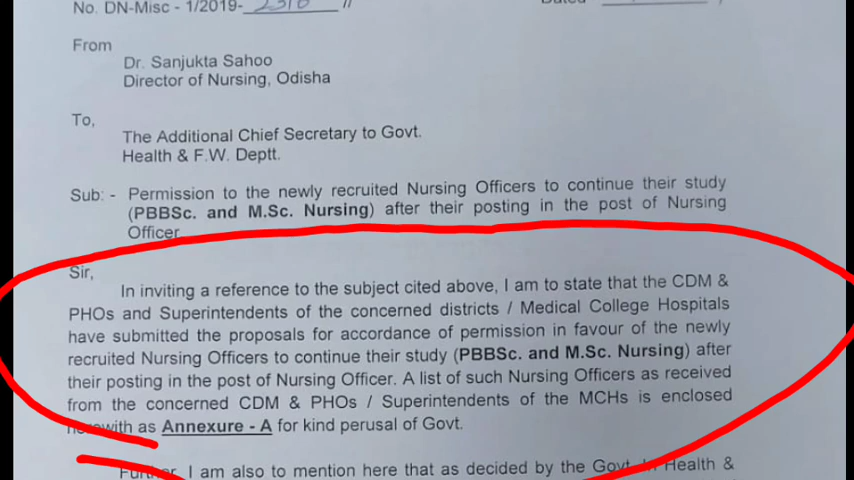 No. DN-Misc - 1/2019- 2310 //
Dated
From
Dr. Sanjukta Sahoo
Director of Nursing, Odisha
To,
The Additional Chief Secretary to Govt.
Health & F.W. Deptt.
Sub: - Permission to the newly recruited Nursing Officers to continue their study
(PBBSc. and M.Sc. Nursing) after their posting in the post of Nursing
Officer
Sir,
In inviting a reference to the subject cited above, I am to state that the CDM &
PHOs and Superintendents of the concerned districts / Medical College Hospitals
have submitted the proposals for accordance of permission in favour of the newly
recruited Nursing Officers to continue their study (PBBSc. and M.Sc. Nursing) after
their posting in the post of Nursing Officer. A list of such Nursing Officers as received
from the concerned CDM & PHOs / Superintendents of the MCHs is enclosed
herewith as Annexure - A for kind perusal of Govt.
Further, I am also to mention here that as decided by the Govt. in Health &